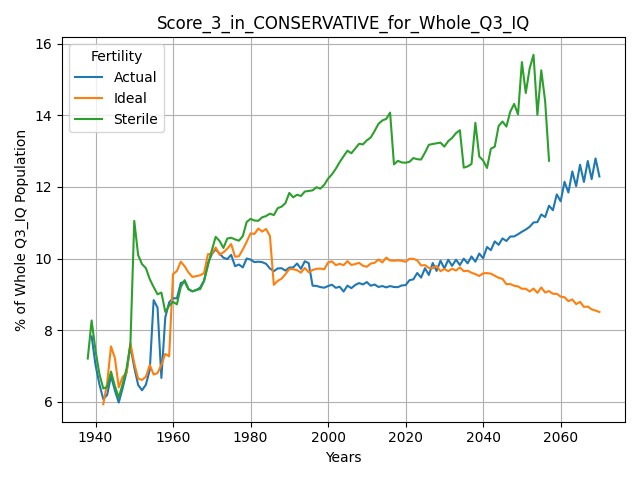 Score_3_in_CONSERVATIVE_for_Whole_Q3_IQ
% of Whole Q3_IQ Population
16
14
12
10
8
6
Fertility
Actual
Ideal
Sterile
1940 1960 1980 2000 2020 2040 2060
Years